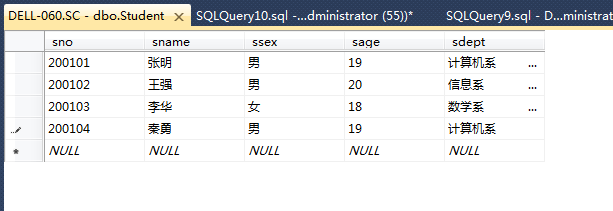 DELL-060.SC - dbo.Student SQLQuery10.sql -...dministrator (55))* SQLQuery9.sql - D...ministrat
sno sname ssex sage sdept
200101 张明 男 19 计算机系 ...
200102 王强 男 20 信息系 ...
200103 李华 女 18 数学系 ...
200104 秦勇 男 19 计算机系
NULL NULL NULL NULL NULL